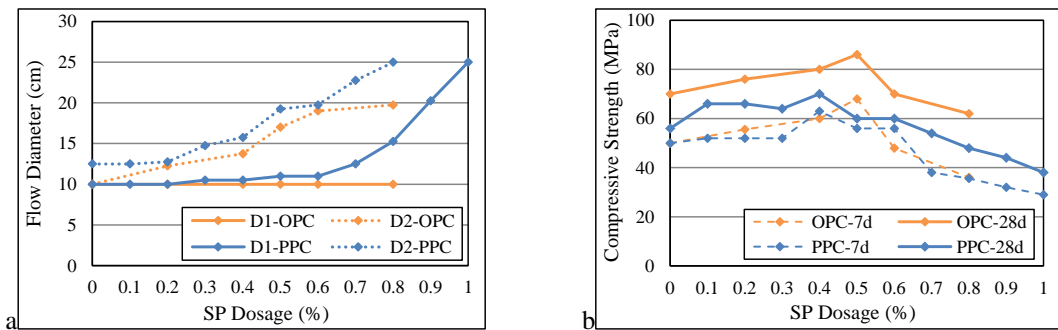 30
25
20
15
10
5
0
Flow Diameter (cm)
D1-OPC D2-OPC
D1-PPC D2-PPC
0 0.1 0.2 0.3 0.4 0.5 0.6 0.7 0.8 0.9 1
SP Dosage (%)
a
100
80
60
40
20
0
Compressive Strength (MPa)
OPC-7d OPC-28d
PPC-7d PPC-28d
0 0.1 0.2 0.3 0.4 0.5 0.6 0.7 0.8 0.9 1
SP Dosage (%)
b